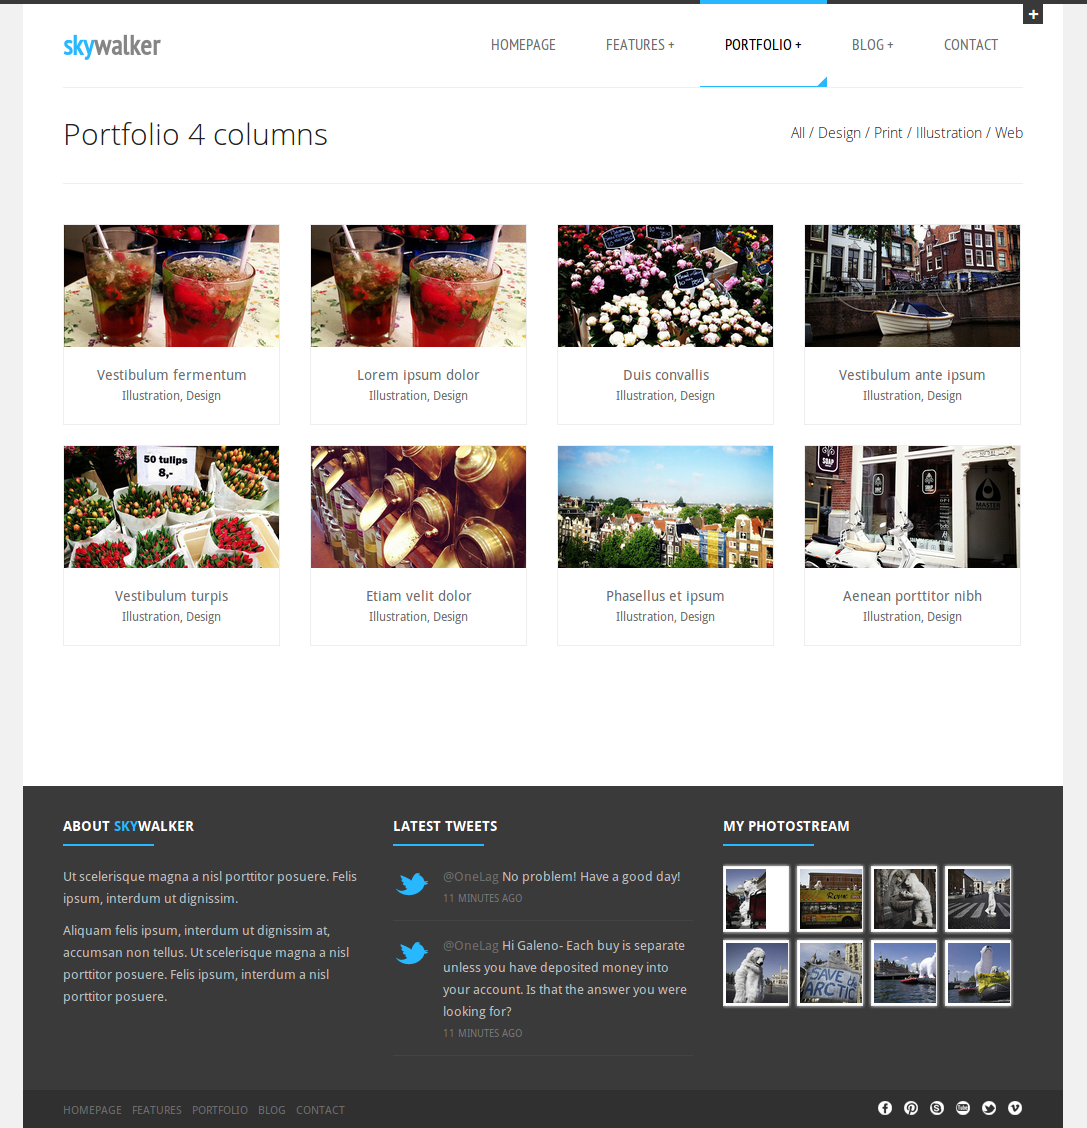 +
skywalker
HOMEPAGE FEATURES + PORTFOLIO + BLOG + CONTACT
Portfolio 4 columns
All / Design / Print / Illustration / Web
Vestibulum fermentum
Illustration, Design
Lorem ipsum dolor
Illustration, Design
Duis convallis
Illustration, Design
Vestibulum ante ipsum
Illustration, Design
50 tulips
8,-
Vestibulum turpis
Illustration, Design
Etiam velit dolor
Illustration, Design
Phasellus et ipsum
Illustration, Design
SOAP
MASTER
Aenean porttitor nibh
Illustration, Design
ABOUT SKYWALKER
Ut scelerisque magna a nisl porttitor posuere. Felis
ipsum, interdum ut dignissim.
Aliquam felis ipsum, interdum ut dignissim at,
accumsan non tellus. Ut scelerisque magna a nisl
porttitor posuere. Felis ipsum, interdum a nisl
porttitor posuere.
LATEST TWEETS
@OneLag No problem! Have a good day!
11 MINUTES AGO
@OneLag Hi Galeno- Each buy is separate
unless you have deposited money into
your account. Is that the answer you were
looking for?
11 MINUTES AGO
MY PHOTOSTREAM
SAVE the
ARCTIC
HOMEPAGE FEATURES PORTFOLIO BLOG CONTACT